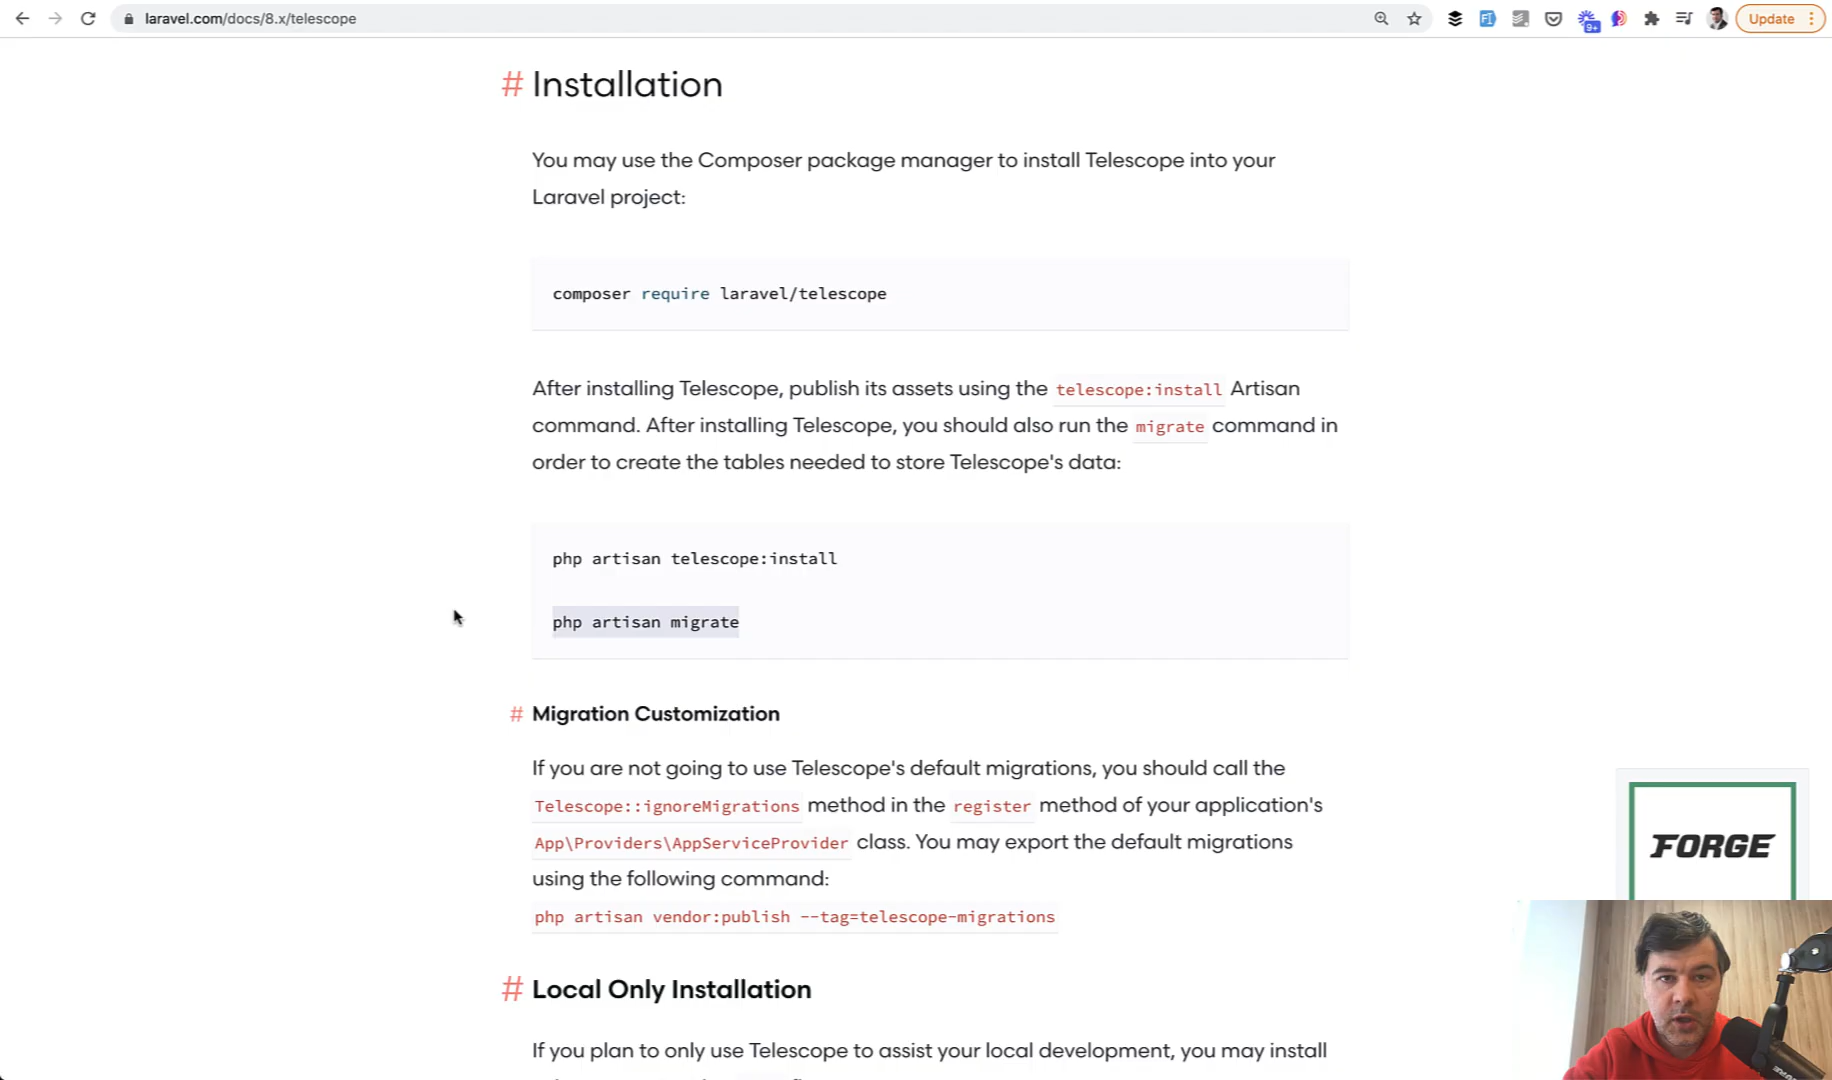 laravel.com/docs/8.x/telescope
9+
Update
# Installation
You may use the Composer package manager to install Telescope into your
Laravel project:
composer require laravel/telescope
After installing Telescope, publish its assets using the telescope:install Artisan
command. After installing Telescope, you should also run the migrate command in
order to create the tables needed to store Telescope's data:
php artisan telescope:install
php artisan migrate
# Migration Customization
If you are not going to use Telescope's default migrations, you should call the
Telescope::ignoreMigrations method in the register method of your application's
App\Providers\AppServiceProvider class. You may export the default migrations
using the following command:
php artisan vendor:publish --tag=telescope-migrations
FORGE
# Local Only Installation
If you plan to only use Telescope to assist your local development, you may install